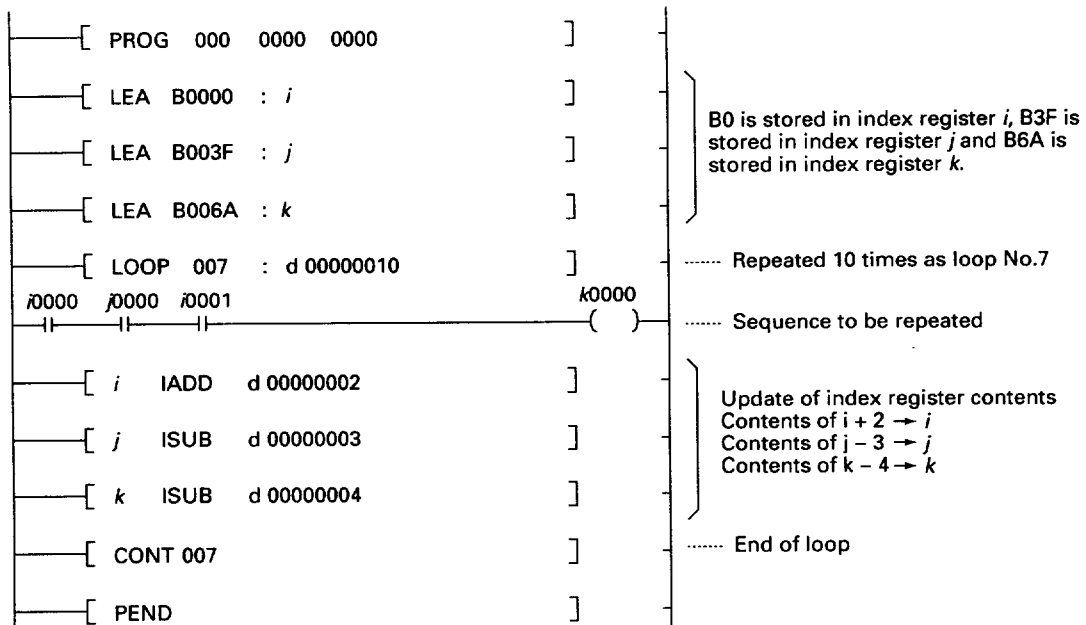 [ PROG 000 0000 0000 ]
[ LEA B0000 : i ]
[ LEA B003F : j ]
[ LEA B006A : k ]
B0 is stored in index register i, B3F is
stored in index register j and B6A is
stored in index register k.
[ LOOP 007 : d 00000010 ] ...... Repeated 10 times as loop No.7
i0000 j0000 i0001 k0000
...... Sequence to be repeated
[ i IADD d 00000002 ]
[ j ISUB d 00000003 ]
[ k ISUB d 00000004 ]
Update of index register contents
Contents of i + 2 → i
Contents of j – 3 → j
Contents of k – 4 → k
[ CONT 007 ] ...... End of loop
[ PEND ]